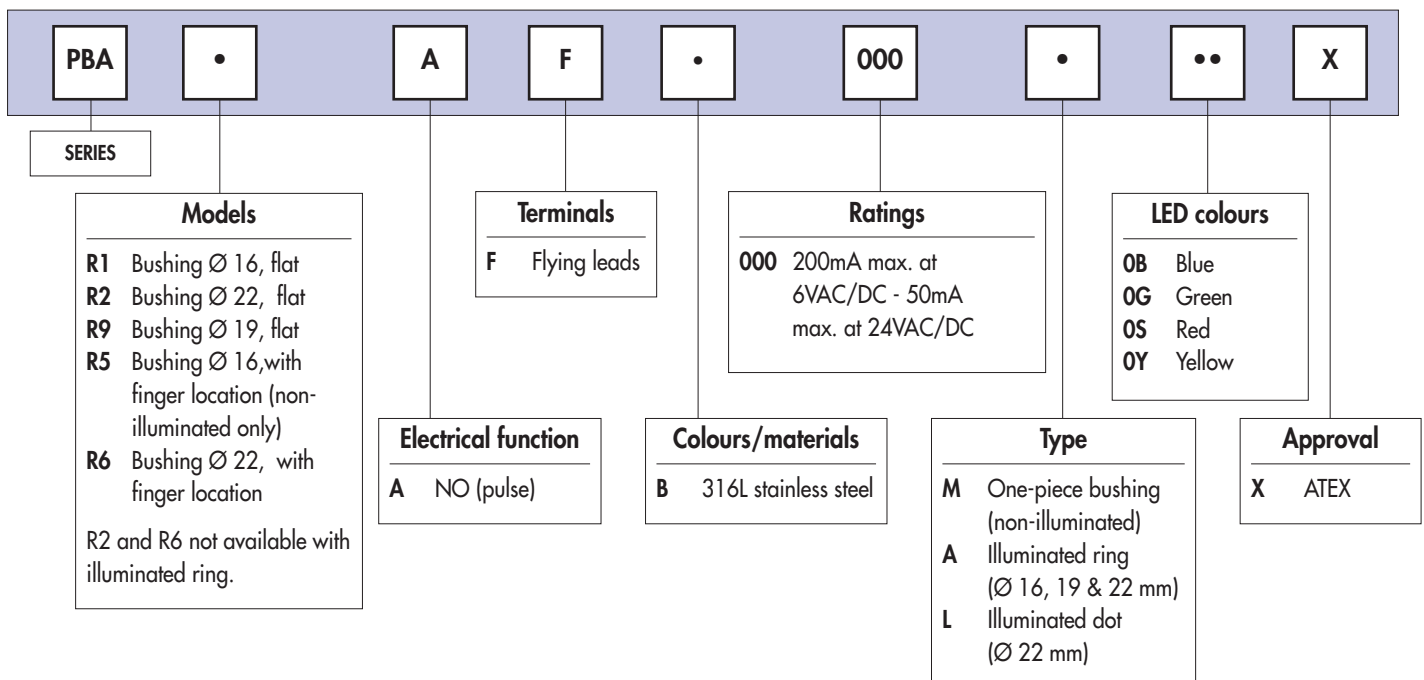 PBA • A F • 000 • •• X
SERIES
Models
R1 Bushing Ø 16, flat
R2 Bushing Ø 22, flat
R9 Bushing Ø 19, flat
R5 Bushing Ø 16,with
finger location (non-
illuminated only)
R6 Bushing Ø 22, with
finger location
R2 and R6 not available with
illuminated ring.
Electrical function
A NO (pulse)
Terminals
F Flying leads
Colours/materials
B 316L stainless steel
Ratings
000 200mA max. at
6VAC/DC - 50mA
max. at 24VAC/DC
Type
M One-piece bushing
(non-illuminated)
A Illuminated ring
(Ø 16, 19 & 22 mm)
L Illuminated dot
(Ø 22 mm)
LED colours
0B Blue
0G Green
0S Red
0Y Yellow
Approval
X ATEX